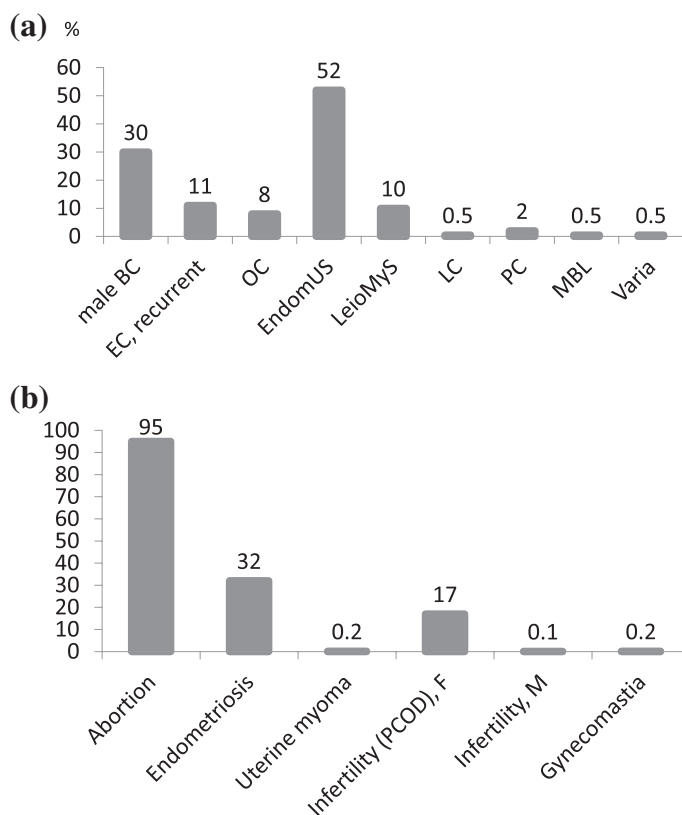 (a) %
60
50
40
30
20
10
0
30
11
8
52
10
0.5
2
0.5
0.5
male BC
EC, recurrent
OC
EndomUS
LeioMyS
LC
PC
MBL
Varia
(b)
100
90
80
70
60
50
40
30
20
10
0
95
32
0.2
17
0.1
0.2
Abortion
Endometriosis
Uterine myoma
Infertility (PCOD), F
Infertility, M
Gynecomastia